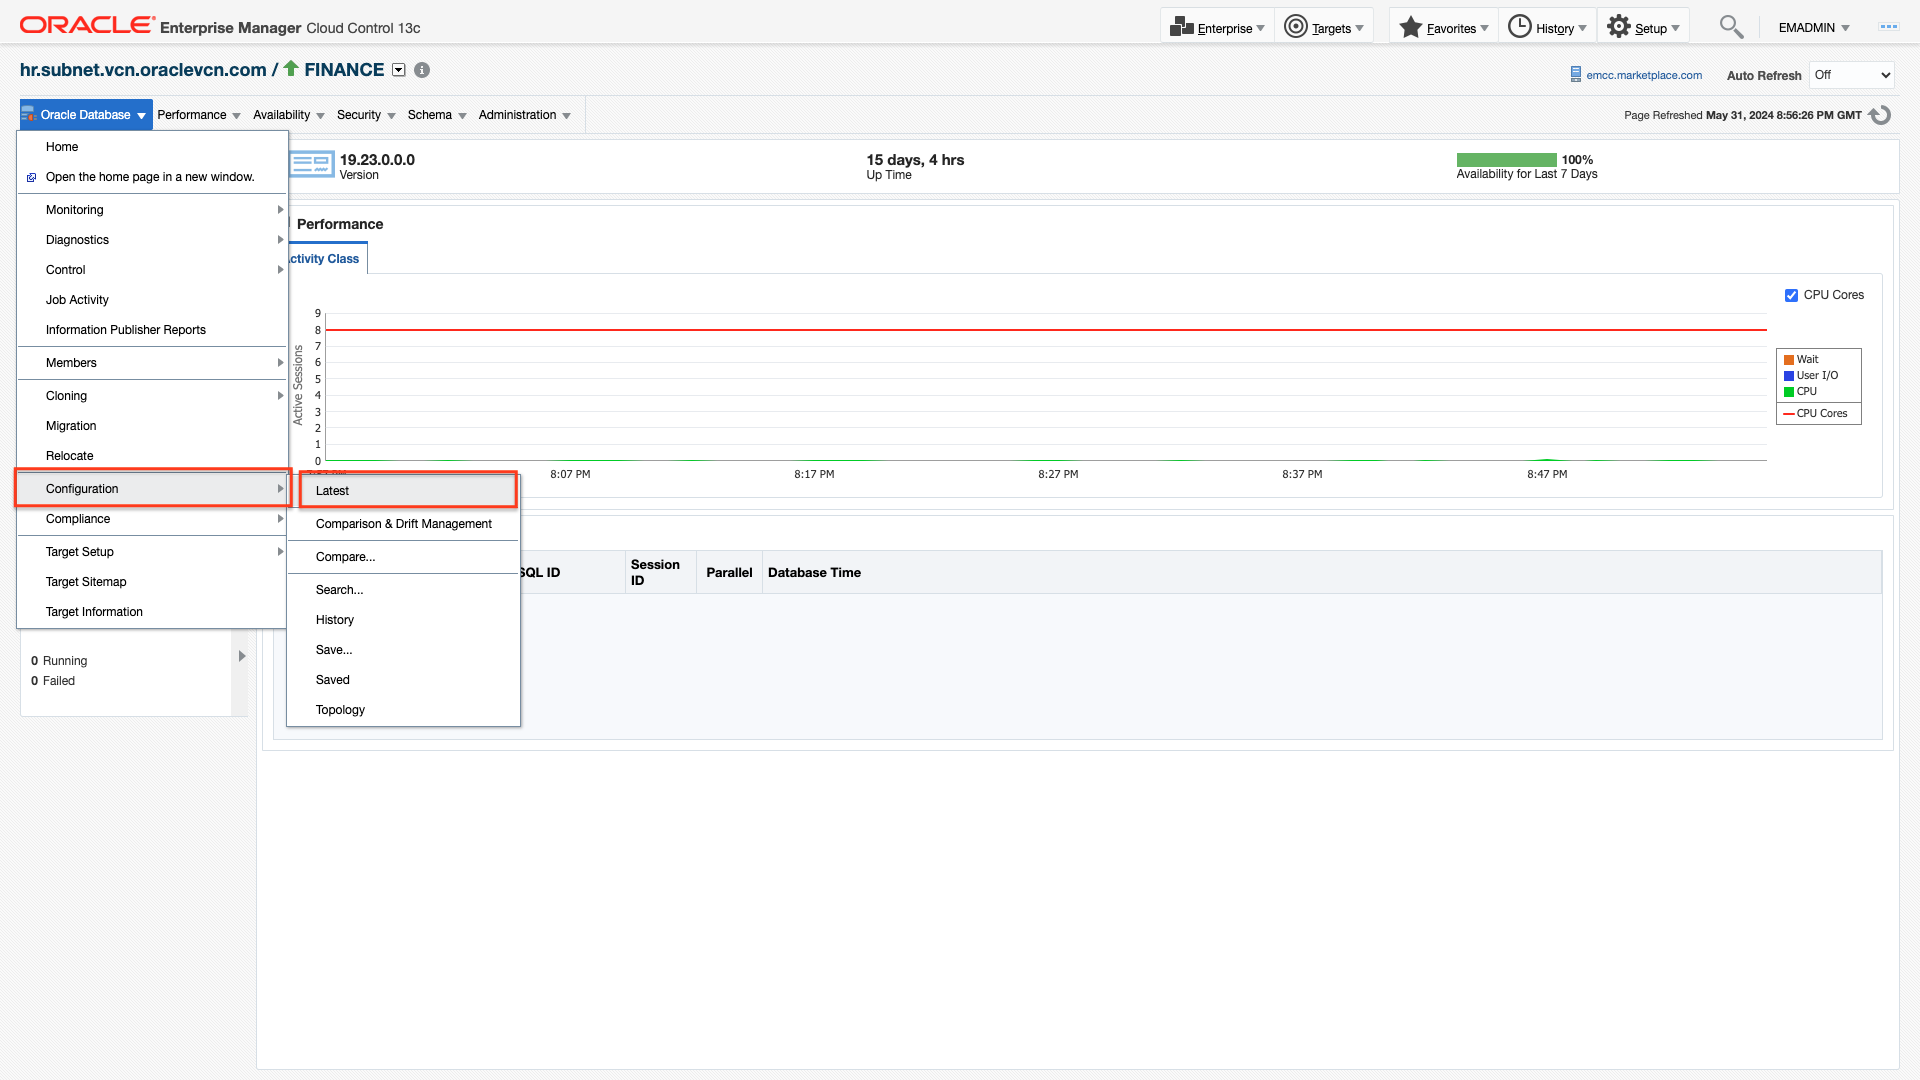 ORACLE Enterprise Manager Cloud Control 13c
Enterprise
Targets
Favorites
History
Setup
EMADMIN
hr.subnet.vcn.oraclevcn.com / FINANCE
emcc.marketplace.com
Auto Refresh
Off
Oracle Database
Performance
Availability
Security
Schema
Administration
Page Refreshed May 31, 2024 8:56:26 PM GMT
Home
Open the home page in a new window.
Monitoring
Diagnostics
Control
Job Activity
Information Publisher Reports
Members
Cloning
Migration
Relocate
Configuration
Compliance
Target Setup
Target Sitemap
Target Information
Latest
Comparison & Drift Management
Compare...
Search...
History
Save...
Saved
Topology
19.23.0.0.0
Version
15 days, 4 hrs
Up Time
100%
Availability for Last 7 Days
Performance
ctivity Class
CPU Cores
Active Sessions
9
8
7
6
5
4
3
2
1
0
8:07 PM
8:17 PM
8:27 PM
8:37 PM
8:47 PM
Wait
User I/O
CPU
CPU Cores
SQL ID
Session
ID
Parallel
Database Time
0 Running
0 Failed